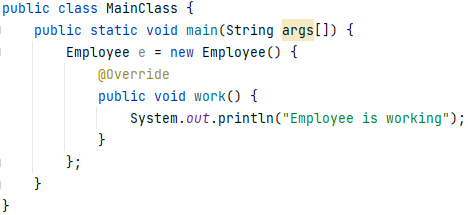 public class MainClass {
    public static void main(String args[]) {
        Employee e = new Employee() {
            @Override
            public void work() {
                System.out.println("Employee is working");
            }
        };
    }
}